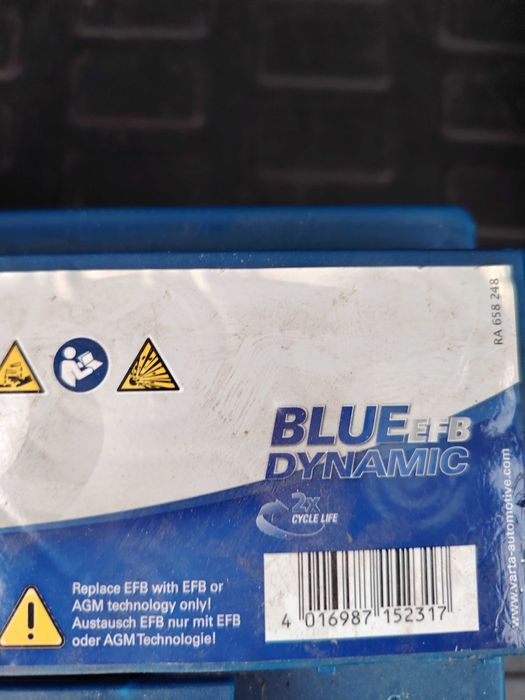 RA 658 248
BLUE EFB
DYNAMIC
2x
CYCLE LIFE
www.varta-automotive.com
Replace EFB with EFB or
AGM technology only!
Austausch EFB nur mit EFB
oder AGM Technologie!
4 016987 152317